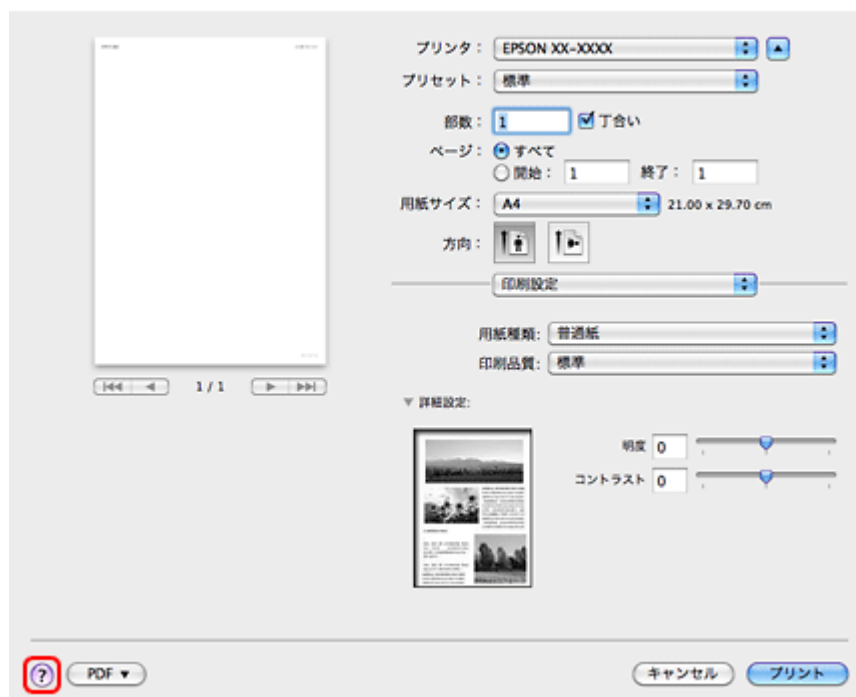 プリンタ： EPSON XX-XXXX
プリセット： 標準
部数： 1 丁合い
ページ： すべて
開始： 1 終了： 1
用紙サイズ： A4 21.00 x 29.70 cm
方向：
印刷設定
用紙種類: 普通紙
印刷品質: 標準
1 / 1
▼ 詳細設定:
明度 0
コントラスト 0
? PDF ▼ キャンセル プリント